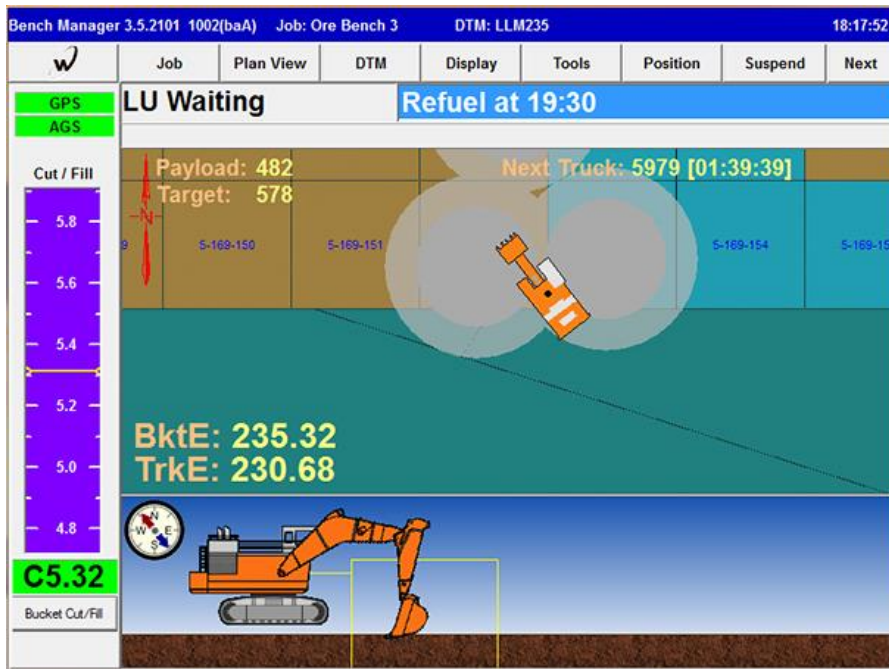 Bench Manager 3.5.2101 1002(baA) Job: Ore Bench 3 DTM: LLM235 18:17:52
W Job Plan View DTM Display Tools Position Suspend Next
GPS
AGS
LU Waiting Refuel at 19:30
Cut / Fill
5.8
5.6
5.4
5.2
5.0
4.8
C5.32
Bucket Cut/Fill
Payload: 482 Next Truck: 5979 [01:39:39]
Target: 578
N
9 5-169-150 5-169-151 5-169-154 5-169-15
BktE: 235.32
TrkE: 230.68
N
W E
S